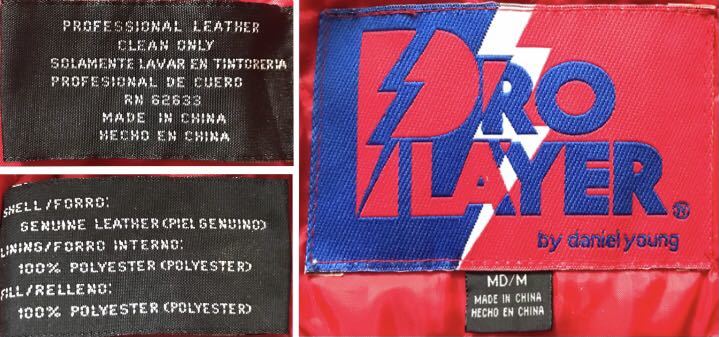 PROFESSIONAL LEATHER
CLEAN ONLY
SOLAMENTE LAVAR EN TINTORERIA
PROFESIONAL DE CUERO
RN 62633
MADE IN CHINA
HECHO EN CHINA
SHELL/FORRO:
GENUINE LEATHER(PIEL GENUINO)
LINING/FORRO INTERNO:
100% POLYESTER(POLYESTER)
FILL/RELLENO:
100% POLYESTER(POLYESTER)
PRO
PLAYER®
by daniel young
MD/M
MADE IN CHINA
HECHO EN CHINA